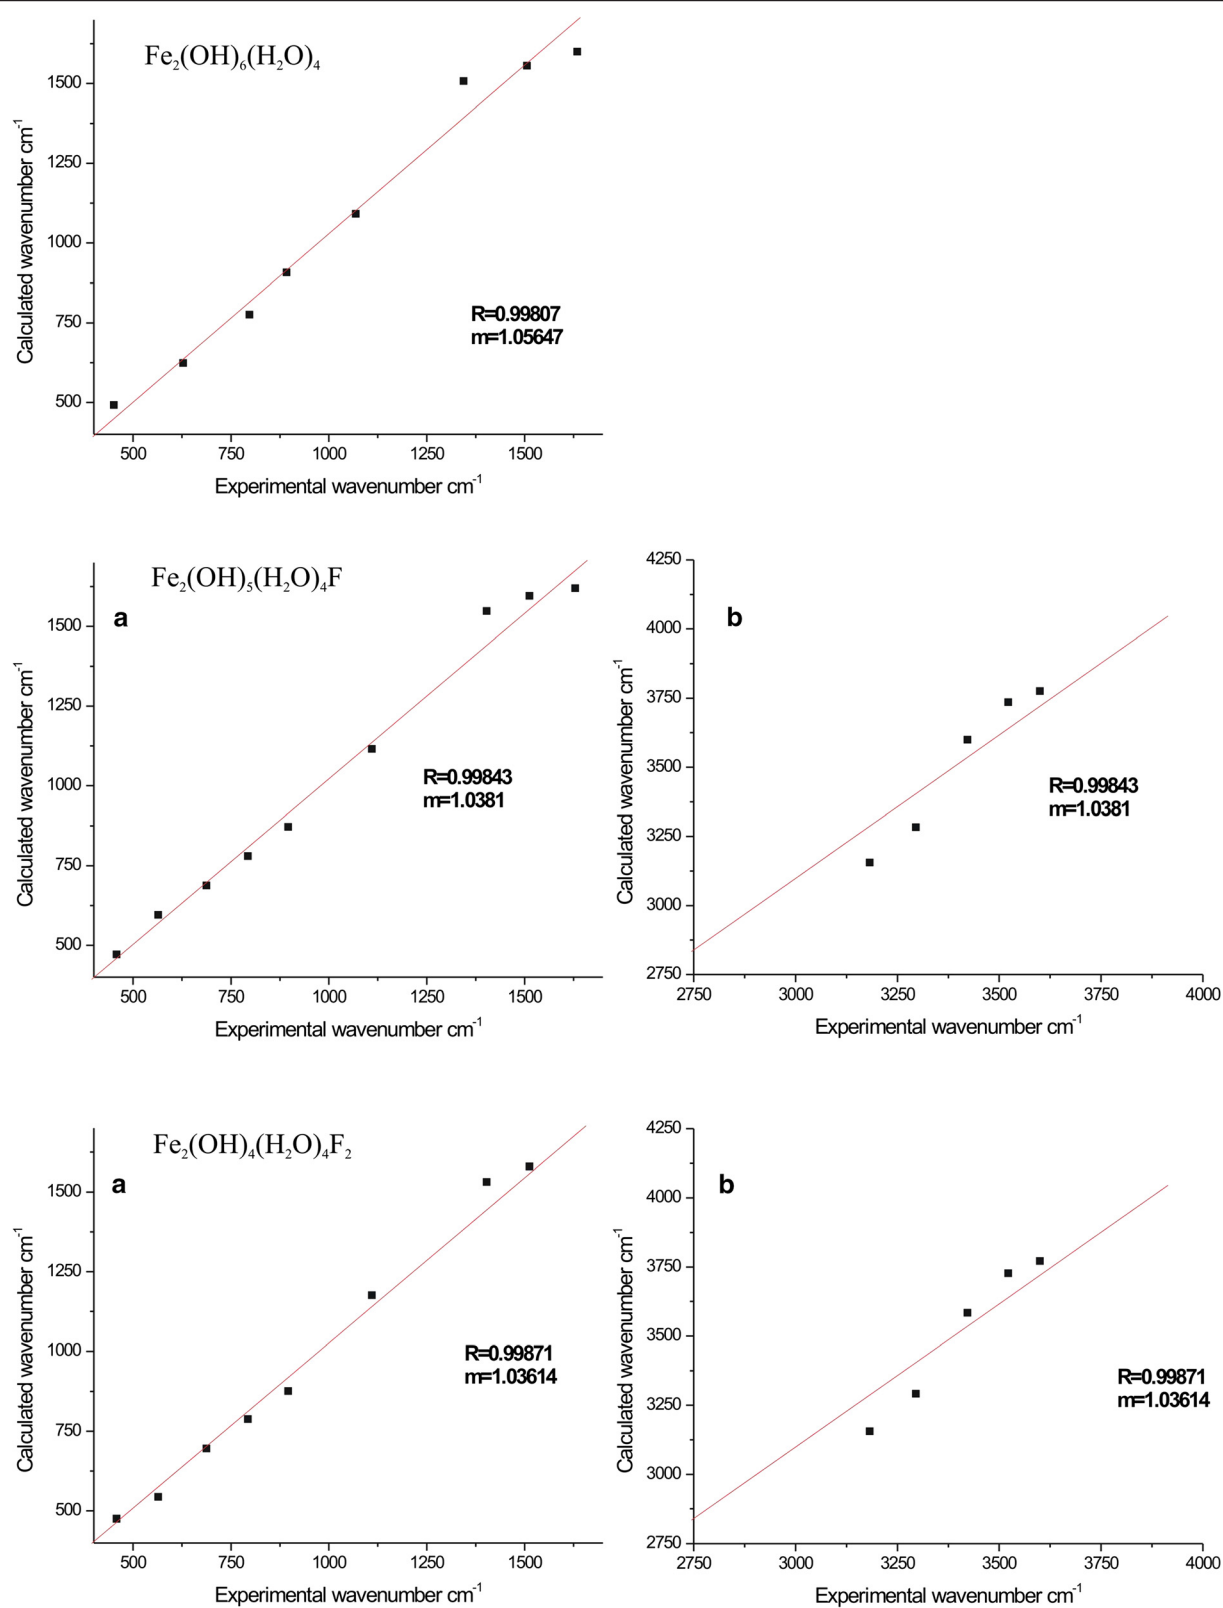 Fe₂(OH)₆(H₂O)₄
1500
1250
1000
750
500
Calculated wavenumber cm⁻¹
R=0.99807
m=1.05647
500 750 1000 1250 1500
Experimental wavenumber cm⁻¹
Fe₂(OH)₅(H₂O)₄F
a
1500
1250
1000
750
500
Calculated wavenumber cm⁻¹
R=0.99843
m=1.0381
500 750 1000 1250 1500
Experimental wavenumber cm⁻¹
b
4250
4000
3750
3500
3250
3000
2750
Calculated wavenumber cm⁻¹
R=0.99843
m=1.0381
2750 3000 3250 3500 3750 4000
Experimental wavenumber cm⁻¹
Fe₂(OH)₄(H₂O)₄F₂
a
1500
1250
1000
750
500
Calculated wavenumber cm⁻¹
R=0.99871
m=1.03614
500 750 1000 1250 1500
Experimental wavenumber cm⁻¹
b
4250
4000
3750
3500
3250
3000
2750
Calculated wavenumber cm⁻¹
R=0.99871
m=1.03614
2750 3000 3250 3500 3750 4000
Experimental wavenumber cm⁻¹